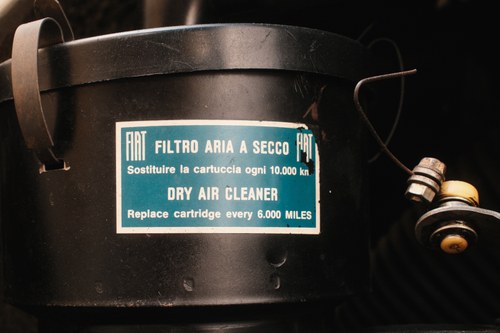 FIAT FILTRO ARIA A SECCO FIAT
Sostituire la cartuccia ogni 10.000 km
DRY AIR CLEANER
Replace cartridge every 6.000 MILES